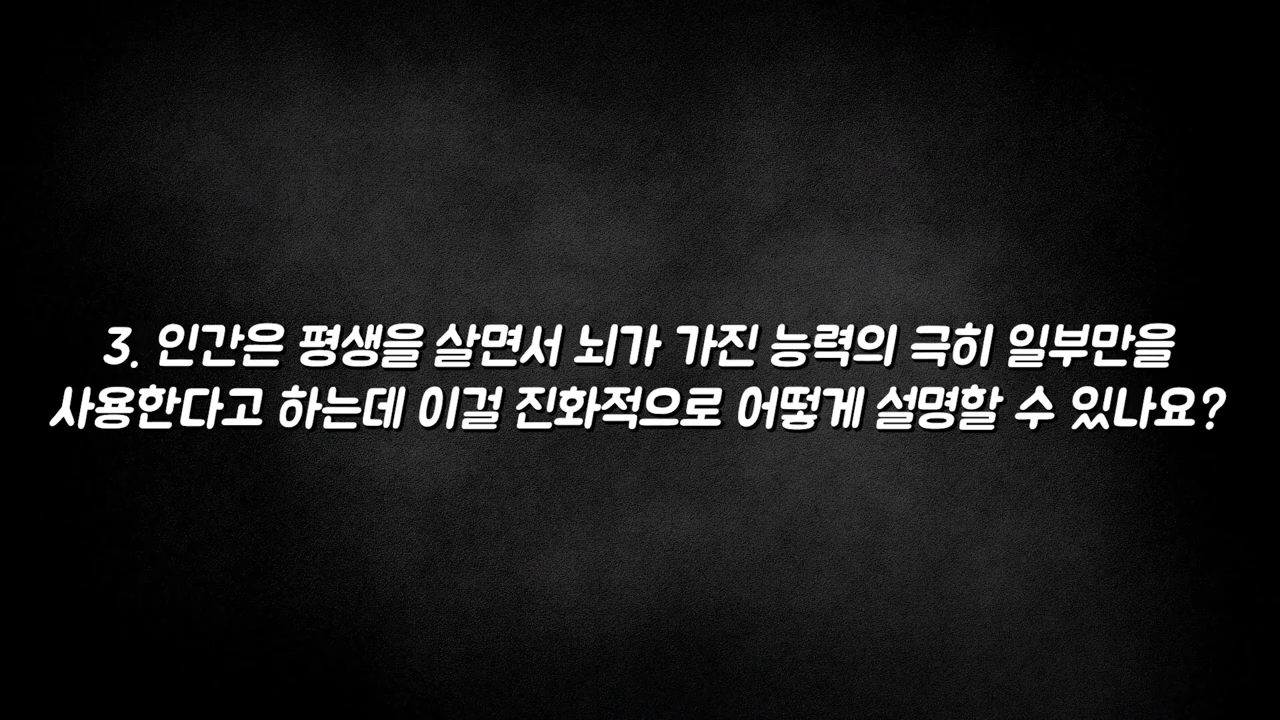 3. 인간은 평생을 살면서 뇌가 가진 능력의 극히 일부만을
사용한다고 하는데 이걸 진화적으로 어떻게 설명할 수 있나요?